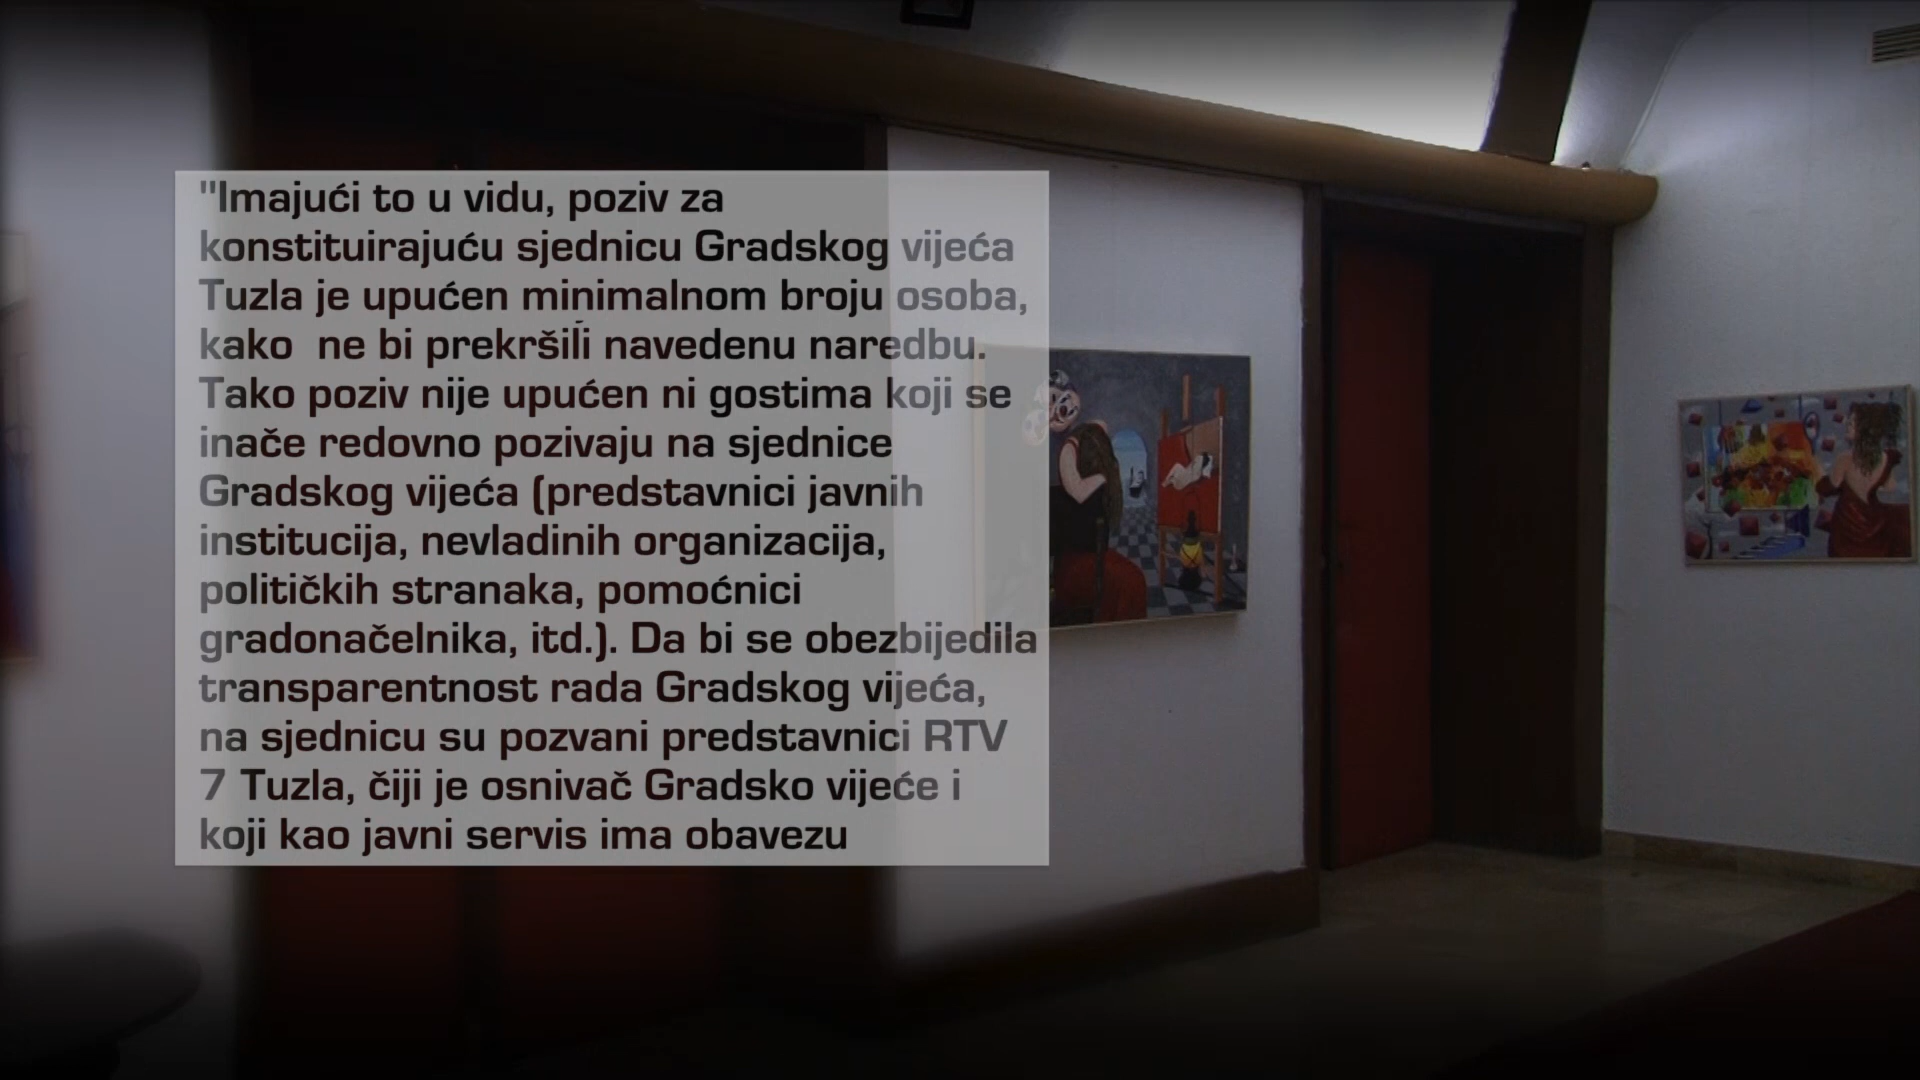 "Imajući to u vidu, poziv za
konstituirajuću sjednicu Gradskog vijeća
Tuzla je upućen minimalnom broju osoba,
kako  ne bi prekršili navedenu naredbu.
Tako poziv nije upućen ni gostima koji se
inače redovno pozivaju na sjednice
Gradskog vijeća (predstavnici javnih
institucija, nevladinih organizacija,
političkih stranaka, pomoćnici
gradonačelnika, itd.). Da bi se obezbijedila
transparentnost rada Gradskog vijeća,
na sjednicu su pozvani predstavnici RTV
7 Tuzla, čiji je osnivač Gradsko vijeće i
koji kao javni servis ima obavezu